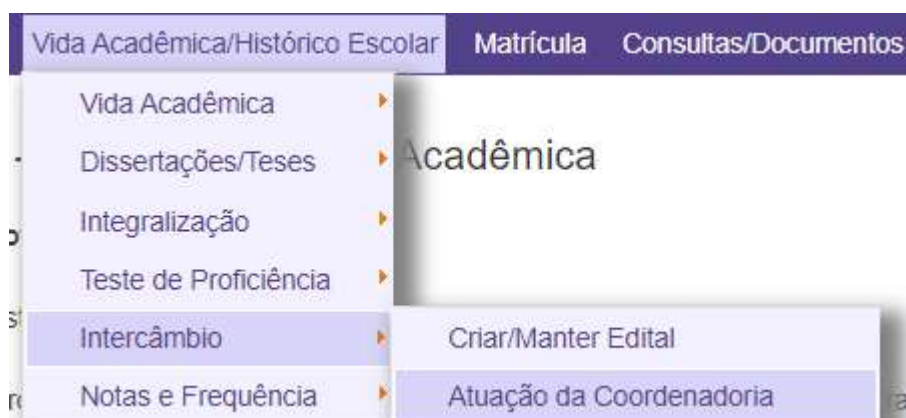 Vida Acadêmica/Histórico Escolar Matrícula Consultas/Documentos
Vida Acadêmica
Acadêmica
Dissertações/Teses
Integralização
Teste de Proficiência
Intercâmbio
Criar/Manter Edital
Notas e Frequência
Atuação da Coordenadoria